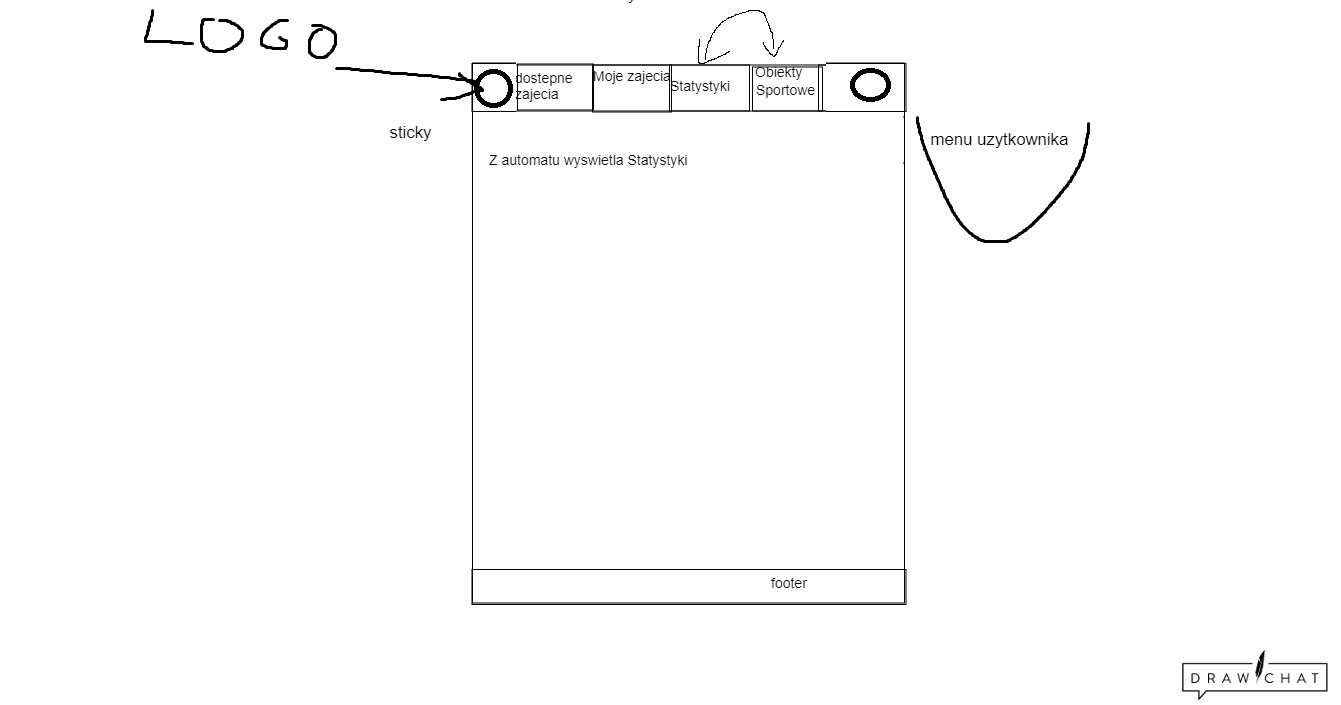 LOGO
dostepne
zajecia
Moje zajecia
Statystyki
Obiekty
Sportowe
sticky
menu uzytkownika
Z automatu wyswietla Statystyki
footer
DRAW CHAT